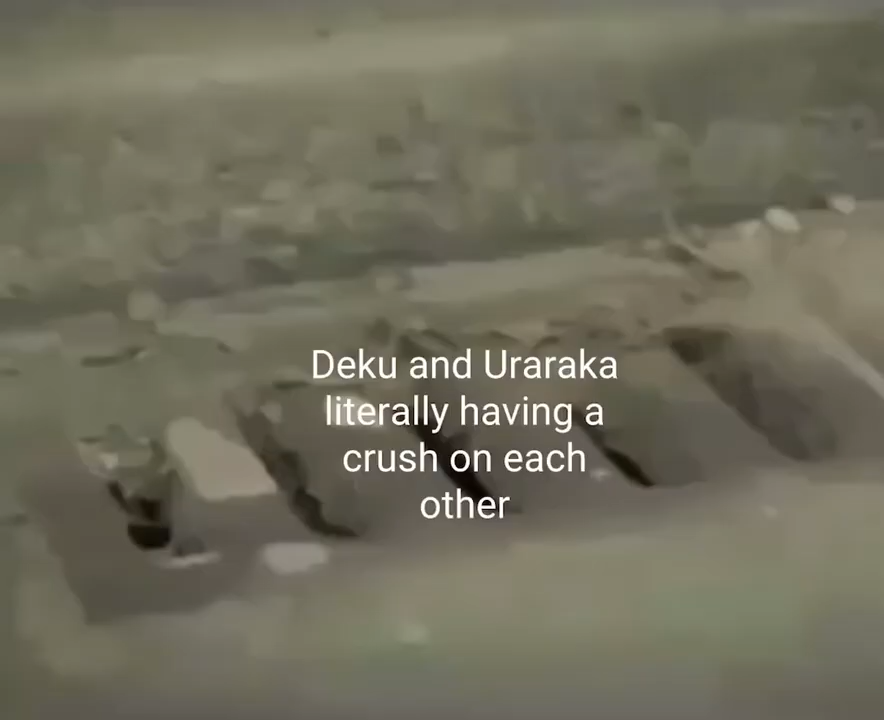 Deku and Uraraka
literally having a
crush on each
other